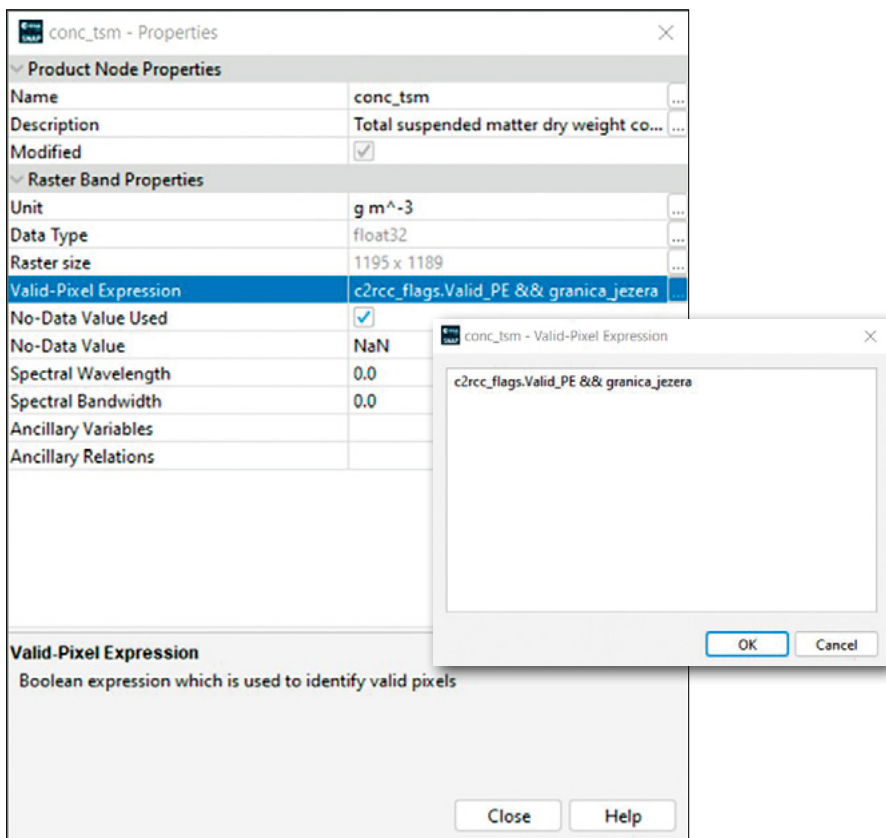 conc_tsm - Properties
Product Node Properties
Name conc_tsm ...
Description Total suspended matter dry weight co... ...
Modified
Raster Band Properties
Unit g m^-3 ...
Data Type float32 ...
Raster size 1195 x 1189 ...
Valid-Pixel Expression c2rcc_flags.Valid_PE && granica_jezera ...
No-Data Value Used
No-Data Value NaN
Spectral Wavelength 0.0
Spectral Bandwidth 0.0
Ancillary Variables
Ancillary Relations
Valid-Pixel Expression
Boolean expression which is used to identify valid pixels
Close Help
conc_tsm - Valid-Pixel Expression
c2rcc_flags.Valid_PE && granica_jezera
OK Cancel